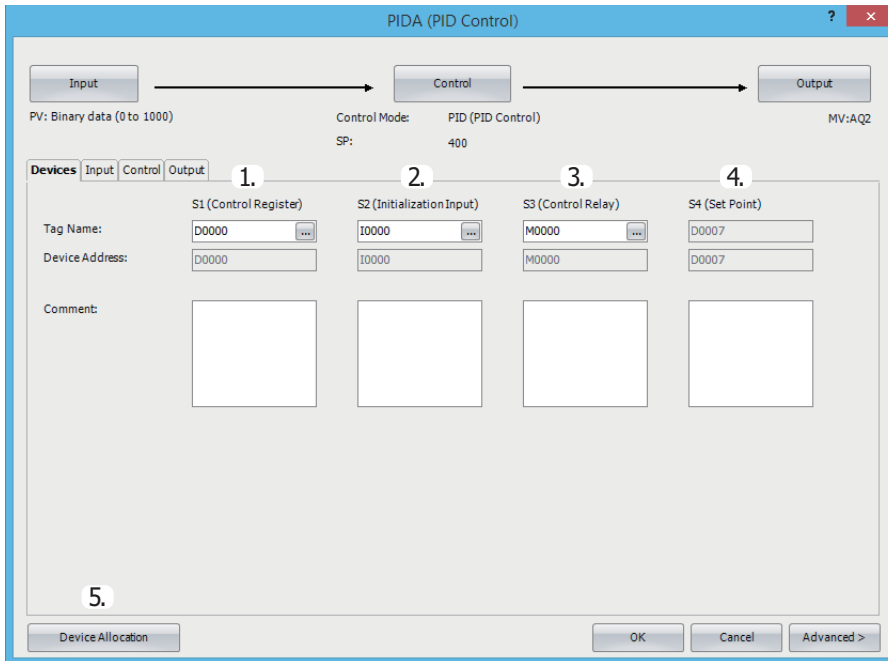 PIDA (PID Control)
? ×
Input Control Output
PV: Binary data (0 to 1000) Control Mode: PID (PID Control) MV:AQ2
SP: 400
Devices Input Control Output
1. 2. 3. 4.
S1 (Control Register) S2 (Initialization Input) S3 (Control Relay) S4 (Set Point)
Tag Name: D0000 ... I0000 ... M0000 ... D0007
Device Address: D0000 I0000 M0000 D0007
Comment:
5.
Device Allocation OK Cancel Advanced >